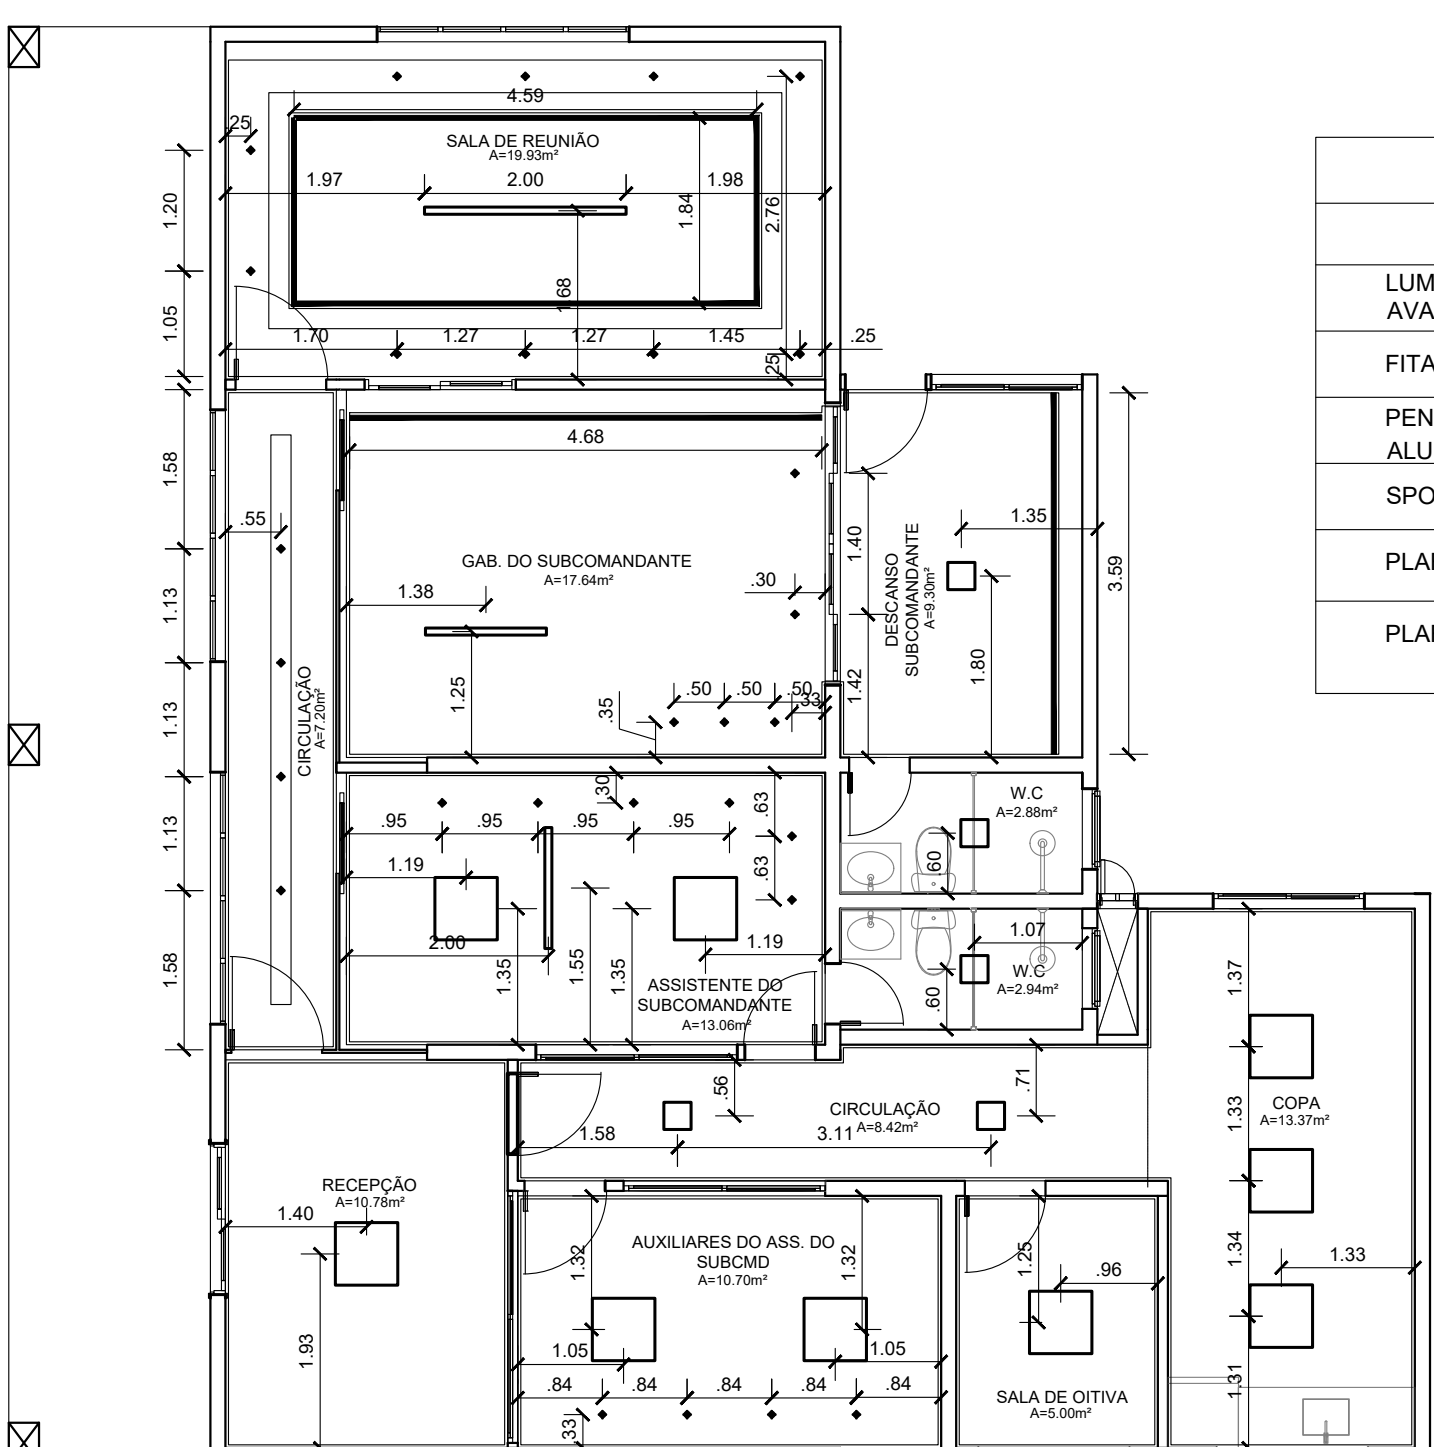 4.59
.25
SALA DE REUNIÃO
A=19.93m²
1.97
2.00
1.98
1.20
1.84
2.76
1.68
1.05
1.70
1.27
1.27
1.45
.25
.25
LUM
AVA
FITA
PEN
ALU
SPO
4.68
1.58
.55
1.35
1.40
GAB. DO SUBCOMANDANTE
A=17.64m²
DESCANSO
SUBCOMANDANTE
A=9.30m²
3.59
.30
1.38
1.13
1.80
1.25
1.42
CIRCULAÇÃO
A=7.20m²
.50
.50
.50
.33
.35
1.13
.30
.63
W.C
A=2.88m²
.95
.95
.95
.95
1.13
1.19
.63
.60
2.00
1.35
1.55
1.35
1.19
1.07
1.58
ASSISTENTE DO
SUBCOMANDANTE
A=13.06m²
W.C
A=2.94m²
.60
1.37
.56
.71
CIRCULAÇÃO
A=8.42m²
COPA
A=13.37m²
1.33
1.58
3.11
RECEPÇÃO
A=10.78m²
1.40
AUXILIARES DO ASS. DO
SUBCMD
A=10.70m²
1.32
1.32
1.25
.96
1.34
1.33
1.93
1.05
1.05
.84
.84
.84
.84
.84
1.31
SALA DE OITIVA
A=5.00m²
.33